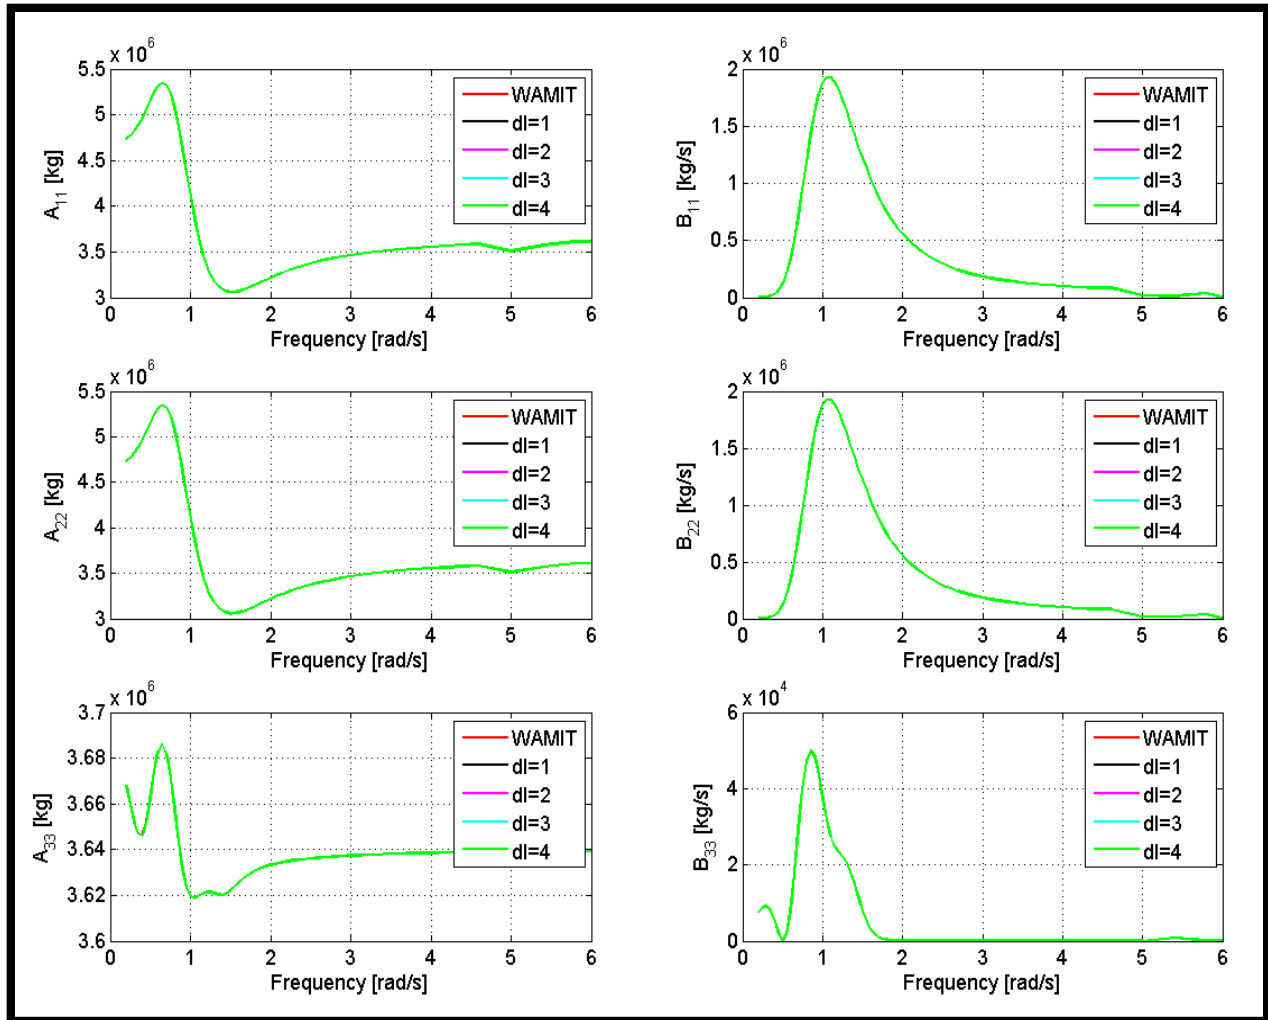 x 10^6
5.5
5
4.5
4
3.5
3
0 1 2 3 4 5 6
A_11 [kg]
Frequency [rad/s]
WAMIT
dl=1
dl=2
dl=3
dl=4
x 10^6
2
1.5
1
0.5
0
0 1 2 3 4 5 6
B_11 [kg/s]
Frequency [rad/s]
WAMIT
dl=1
dl=2
dl=3
dl=4
x 10^6
5.5
5
4.5
4
3.5
3
0 1 2 3 4 5 6
A_22 [kg]
Frequency [rad/s]
WAMIT
dl=1
dl=2
dl=3
dl=4
x 10^6
2
1.5
1
0.5
0
0 1 2 3 4 5 6
B_22 [kg/s]
Frequency [rad/s]
WAMIT
dl=1
dl=2
dl=3
dl=4
x 10^6
3.7
3.68
3.66
3.64
3.62
3.6
0 1 2 3 4 5 6
A_33 [kg]
Frequency [rad/s]
WAMIT
dl=1
dl=2
dl=3
dl=4
x 10^4
6
4
2
0
0 1 2 3 4 5 6
B_33 [kg/s]
Frequency [rad/s]
WAMIT
dl=1
dl=2
dl=3
dl=4